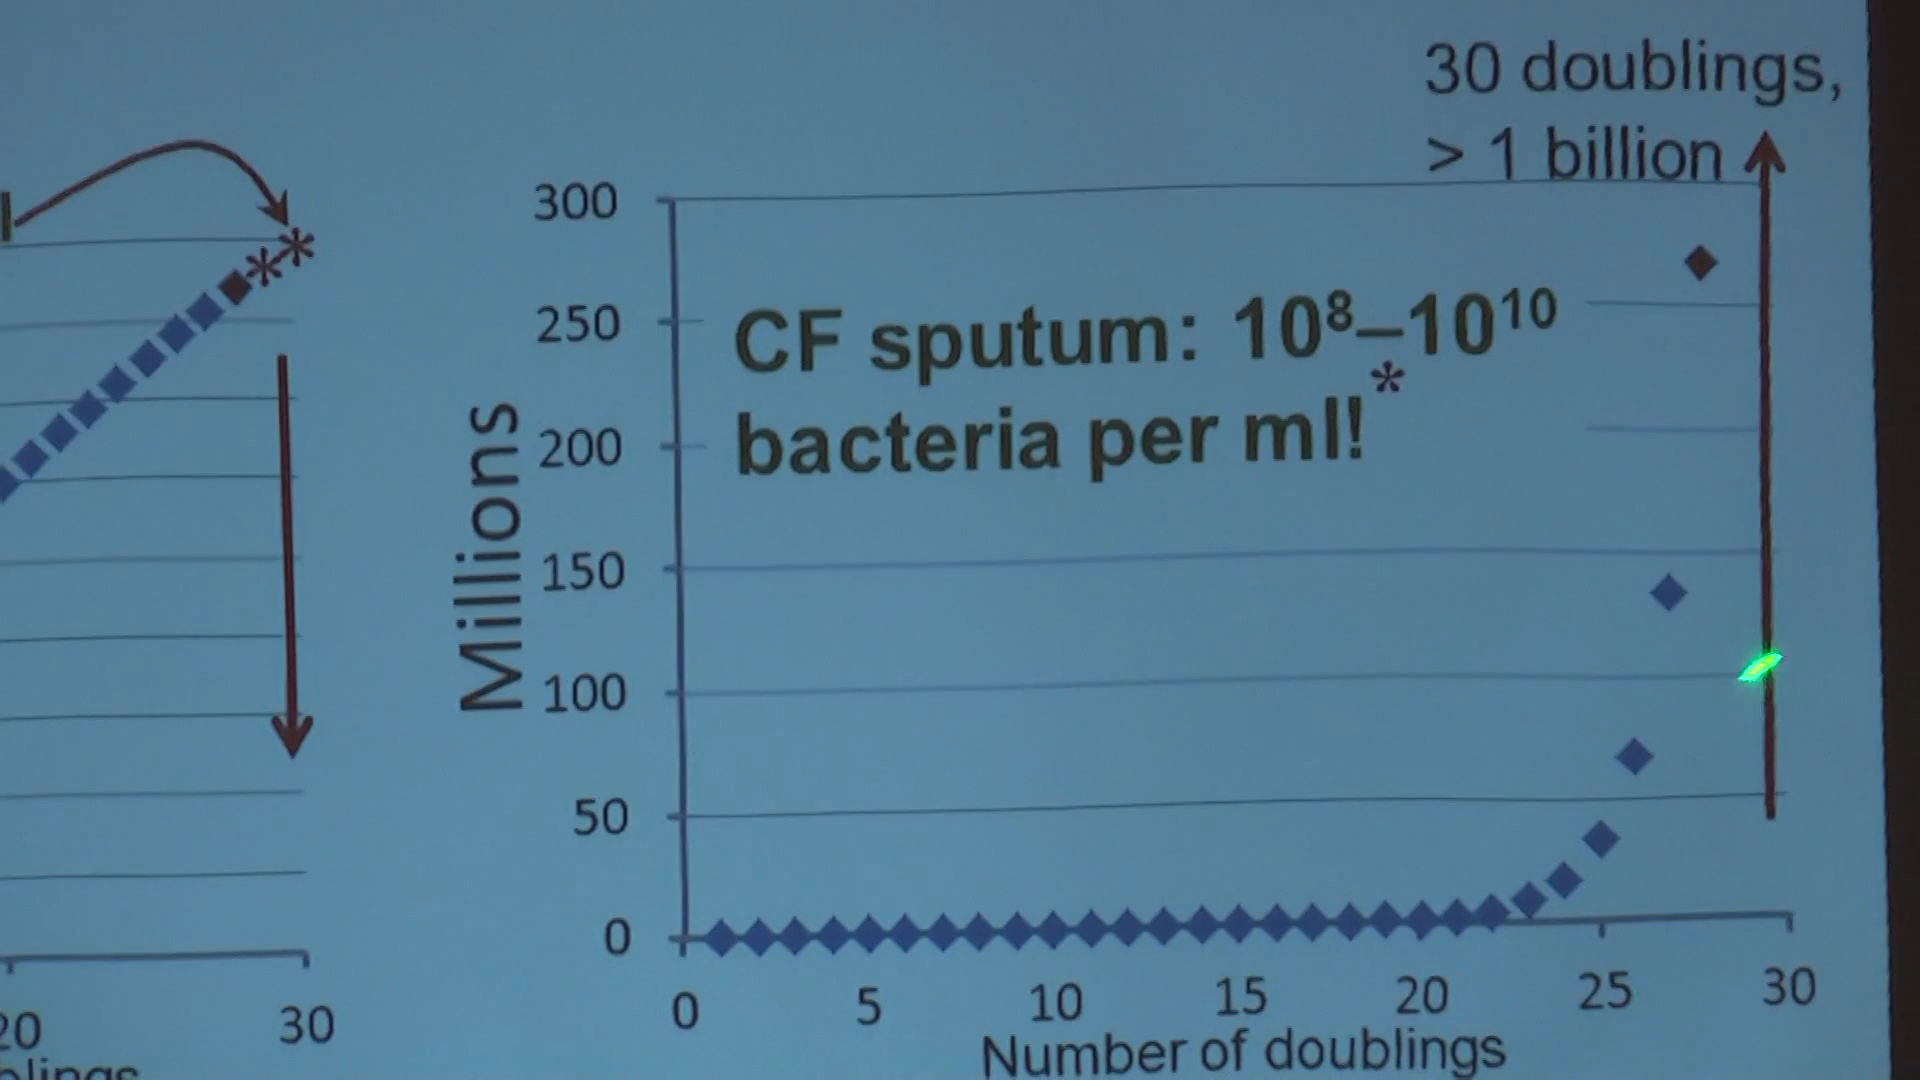 30 doublings,
> 1 billion
300
250
200
150
100
50
0
Millions
CF sputum: 10⁸–10¹⁰
bacteria per ml!*
0 5 10 15 20 25 30
Number of doublings
20 30